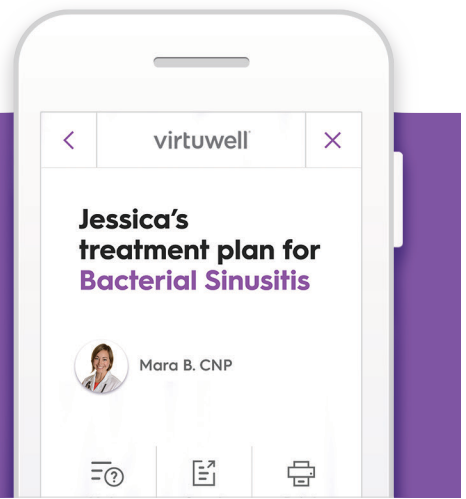 virtuwell
Jessica's
treatment plan for
Bacterial Sinusitis
Mara B. CNP